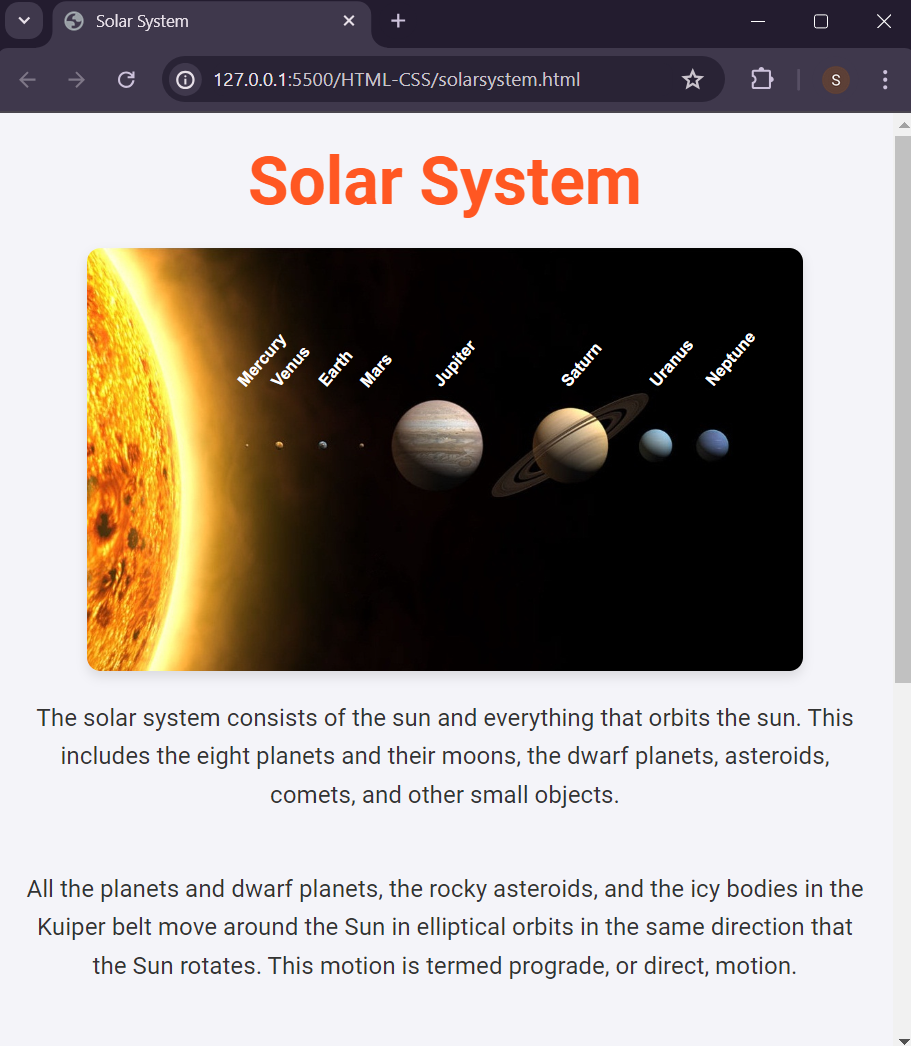 Solar System
127.0.0.1:5500/HTML-CSS/solarsystem.html
S
Solar System
Mercury
Venus
Earth
Mars
Jupiter
Saturn
Uranus
Neptune
The solar system consists of the sun and everything that orbits the sun. This
includes the eight planets and their moons, the dwarf planets, asteroids,
comets, and other small objects.
All the planets and dwarf planets, the rocky asteroids, and the icy bodies in the
Kuiper belt move around the Sun in elliptical orbits in the same direction that
the Sun rotates. This motion is termed prograde, or direct, motion.